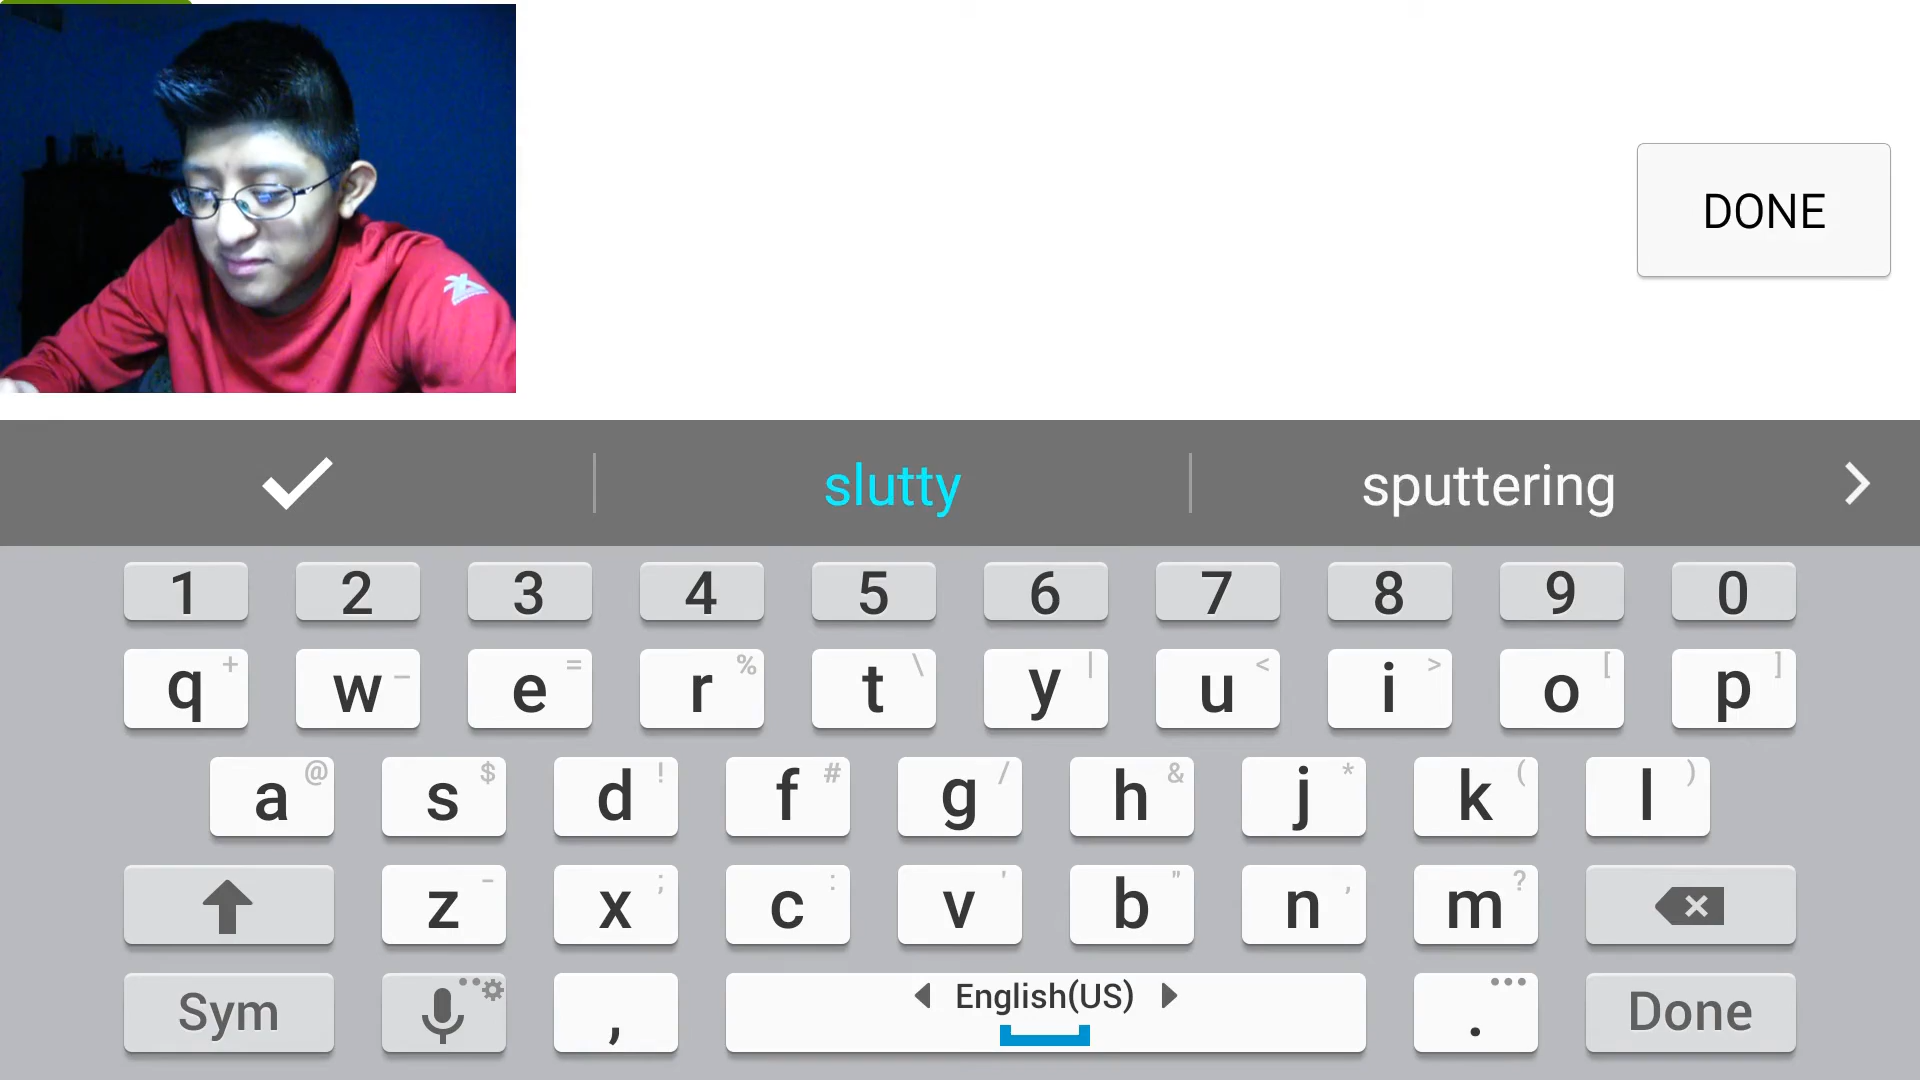 DONE
slutty sputtering
1 2 3 4 5 6 7 8 9 0
q + w – e = r % t \ y | u < i > o [ p ]
a @ s $ d ! f # g / h & j * k ( l )
z - x ; c : v ' b " n , m ?
Sym , English(US) . Done